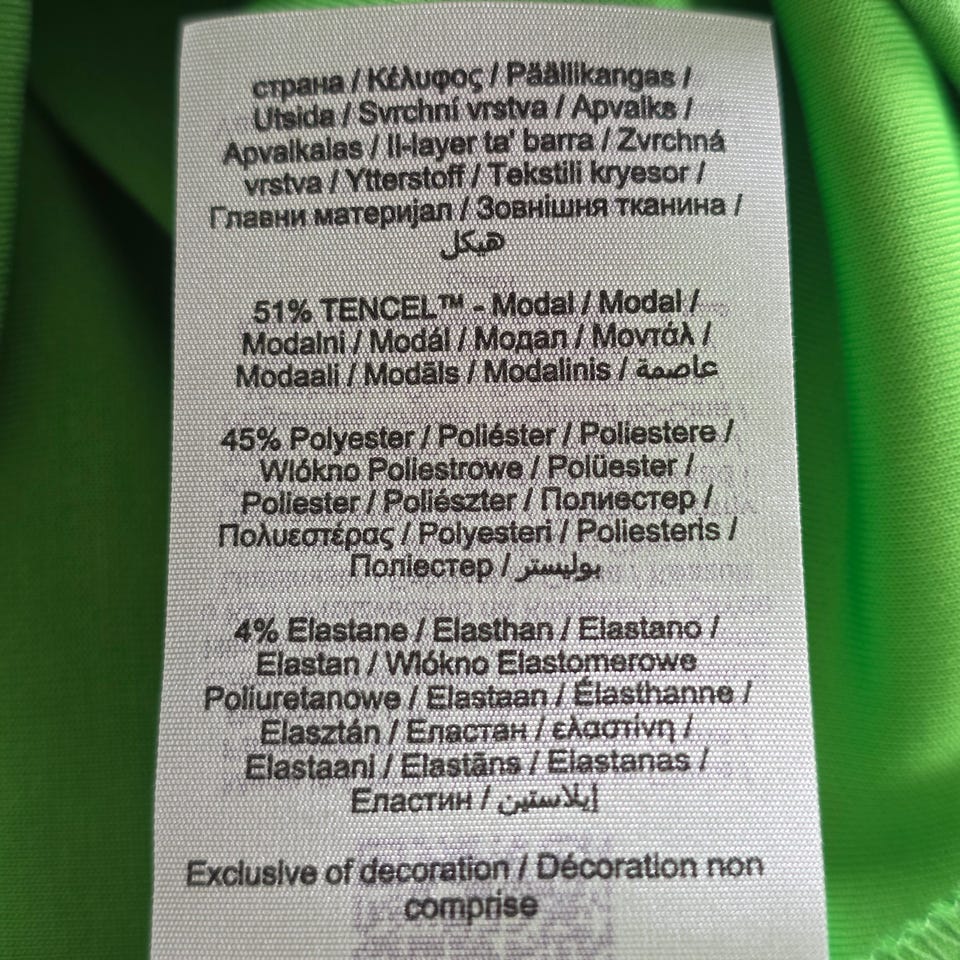 страна / Κέλυφος / Päällikangas /
Utsida / Svrchní vrstva / Apvalks /
Apvalkalas / Il-layer ta' barra / Zvrchná
vrstva / Ytterstoff / Tekstili kryesor /
Главни материјал / Зовнішня тканина /
هيكل
51% TENCEL™ - Modal / Modal /
Modalni / Modál / Модал / Μοντάλ /
Modaali / Modāls / Modalinis / عاصمة
45% Polyester / Poliéster / Poliestere /
Wlókno Poliestrowe / Polüester /
Poliester / Poliészter / Полиестер /
Πολυεστέρας / Polyesteri / Poliesteris /
Поліестер / بوليستر
4% Elastane / Elasthan / Elastano /
Elastan / Wlókno Elastomerowe
Poliuretanowe / Elastaan / Élasthanne /
Elasztán / Еластан / ελαστίνη /
Elastaani / Elastāns / Elastanas /
Еластин / إيلاستين
Exclusive of decoration / Décoration non
comprise